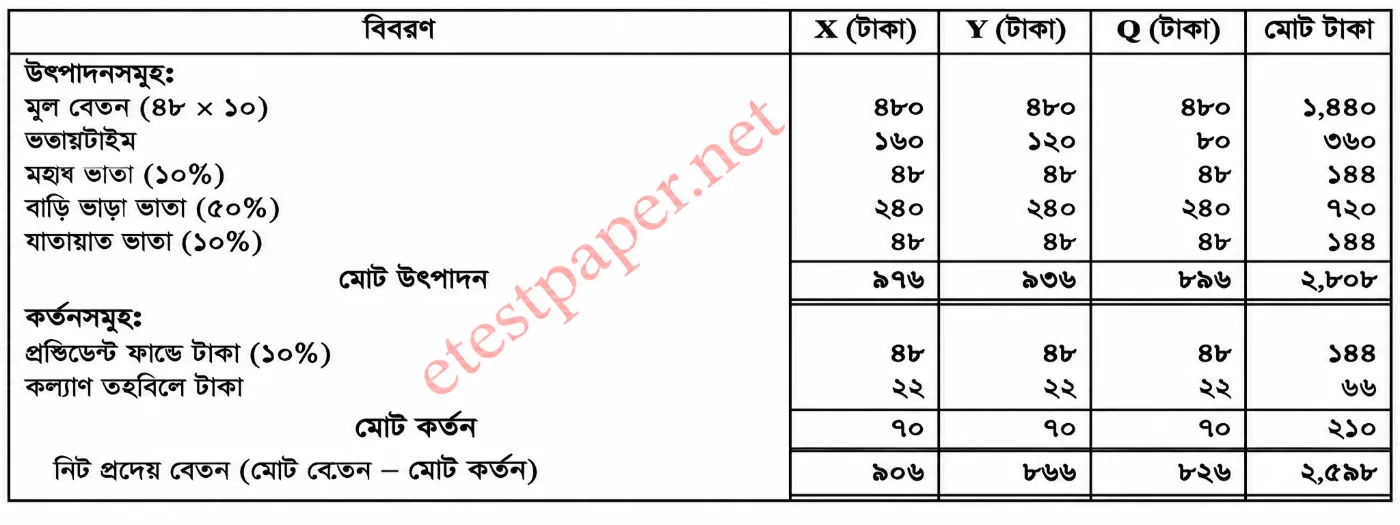 বিবরণ X (টাকা) Y (টাকা) Q (টাকা) মোট টাকা
উৎপাদনসমুহ:
মুল বেতন (৪৮ × ১০) ৪৮০ ৪৮০ ৪৮০ ১,৪৪০
ভতায়টাইম ১৬০ ১২০ ৮০ ৩৬০
মহাঘ ভাতা (১০%) ৪৮ ৪৮ ৪৮ ১৪৪
বাড়ি ভাড়া ভাতা (৫০%) ২৪০ ২৪০ ২৪০ ৭২০
যাতায়াত ভাতা (১০%) ৪৮ ৪৮ ৪৮ ১৪৪
মোট উৎপাদন ৯৭৬ ৯৩৬ ৮৯৬ ২,৮০৮
কর্তনসমুহ:
প্রভিডেন্ট ফান্ডে টাকা (১০%) ৪৮ ৪৮ ৪৮ ১৪৪
কল্যাণ তহবিলে টাকা ২২ ২২ ২২ ৬৬
মোট কর্তন ৭০ ৭০ ৭০ ২১০
নিট প্রদেয় বেতন (মোট বে.তন – মোট কর্তন) ৯০৬ ৮৬৬ ৮২৬ ২,৫৯৮
etestpaper.net